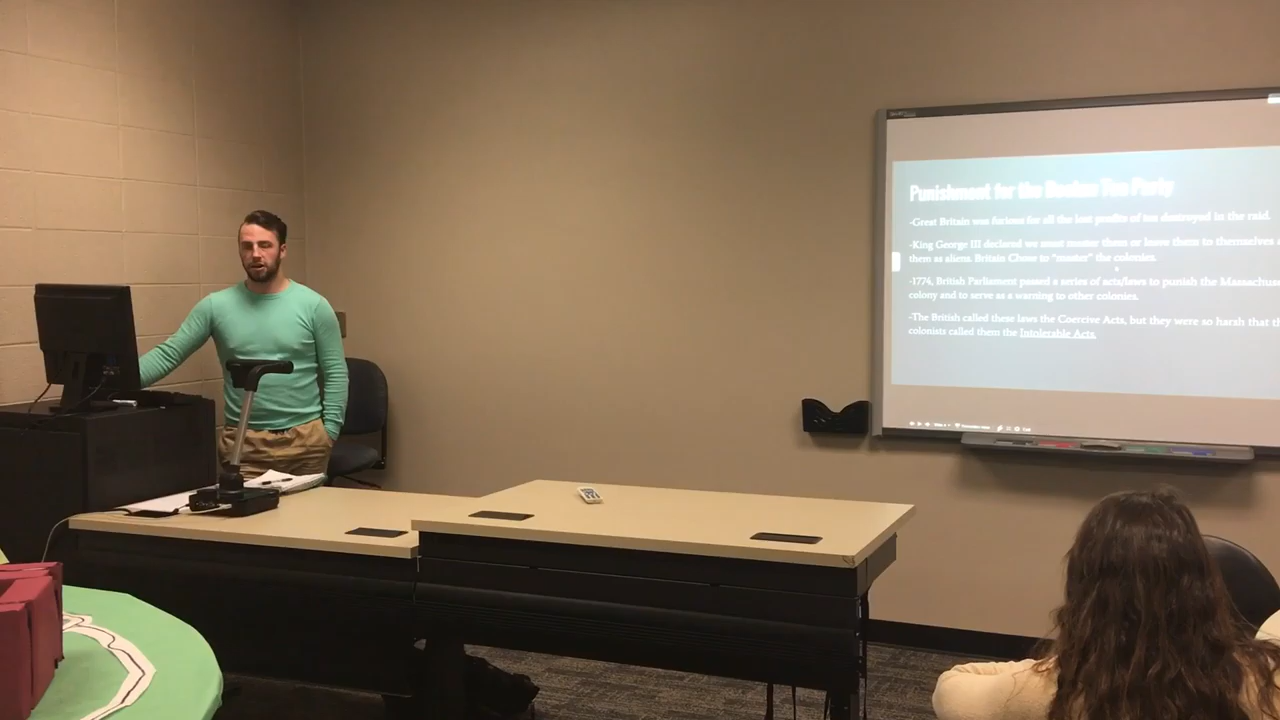 Punishment for the Boston Tea Party
-Great Britain was furious for all the lost profits of tea destroyed in the raid.
-King George III declared we must master them or leave them to themselves
them as aliens. Britain Chose to "master" the colonies.
-1774, British Parliament passed a series of acts/laws to punish the Massachus
colony and to serve as a warning to other colonies.
-The British called these laws the Coercive Acts, but they were so harsh that th
colonists called them the Intolerable Acts.